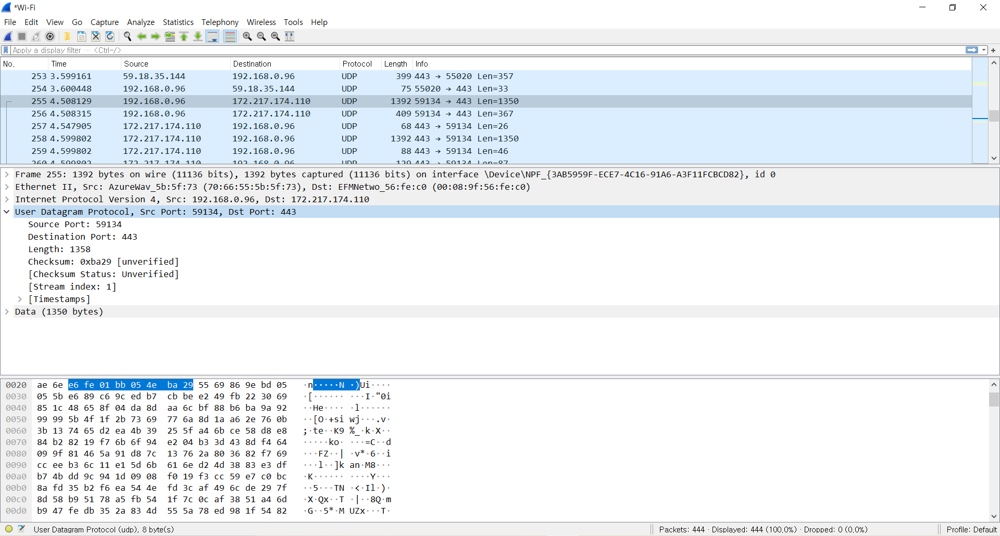 *Wi-Fi
File Edit View Go Capture Analyze Statistics Telephony Wireless Tools Help
Apply a display filter ... <Ctrl-/>
No. Time Source Destination Protocol Length Info
253 3.599161 59.18.35.144 192.168.0.96 UDP 399 443 → 55020 Len=357
254 3.600448 192.168.0.96 59.18.35.144 UDP 75 55020 → 443 Len=33
255 4.508129 192.168.0.96 172.217.174.110 UDP 1392 59134 → 443 Len=1350
256 4.508315 192.168.0.96 172.217.174.110 UDP 409 59134 → 443 Len=367
257 4.547905 172.217.174.110 192.168.0.96 UDP 68 443 → 59134 Len=26
258 4.599802 172.217.174.110 192.168.0.96 UDP 1392 443 → 59134 Len=1350
259 4.599802 172.217.174.110 192.168.0.96 UDP 88 443 → 59134 Len=46
260 4.599802 172.217.174.110 192.168.0.96 UDP 129 443 → 59134 Len=87
Frame 255: 1392 bytes on wire (11136 bits), 1392 bytes captured (11136 bits) on interface \Device\NPF_{3AB5959F-ECE7-4C16-91A6-A3F11FCBCD82}, id 0
Ethernet II, Src: AzureWav_5b:5f:73 (70:66:55:5b:5f:73), Dst: EFMNetwo_56:fe:c0 (00:08:9f:56:fe:c0)
Internet Protocol Version 4, Src: 192.168.0.96, Dst: 172.217.174.110
User Datagram Protocol, Src Port: 59134, Dst Port: 443
Source Port: 59134
Destination Port: 443
Length: 1358
Checksum: 0xba29 [unverified]
[Checksum Status: Unverified]
[Stream index: 1]
[Timestamps]
Data (1350 bytes)
0020 ae 6e e6 fe 01 bb 05 4e ba 29 55 69 86 9e bd 05 ·n·····N ·)Ui····
0030 05 5b e6 89 c6 9c ed b7 cb be e2 49 fb 22 30 69 ·[······ ···I·"0i
0040 85 1c 48 65 8f 04 da 8d aa 6c bf 88 b6 ba 9a 92 ··He···· ·l······
0050 99 99 5b 4f 1f 2b 73 69 77 6a 8d 1a a6 2e 76 0b ··[O·+si wj···.v·
0060 3b 13 74 65 d2 ea 4b 39 25 5f a4 6b ce 58 d8 e8 ;·te··K9 %_·k·X··
0070 84 b2 82 19 f7 6b 6f 94 e2 04 b3 3d 43 8d f4 64 ·····ko· ···=C··d
0080 09 9f 81 46 5a 91 d8 7c 13 76 2a 80 36 82 f7 69 ···FZ··| ·v*·6··i
0090 cc ee b3 6c 11 e1 5d 6b 61 6e d2 4d 38 83 e3 df ···l··]k an·M8···
00a0 b7 4b dd 9c 94 1d 09 08 f0 19 f3 cc 59 e7 c0 bc ·K······ ····Y···
00b0 8a fd 35 b2 f6 ea 54 4e fd 3c af 49 6c de 29 7f ··5···TN ·<·Il·)·
00c0 8d 58 b9 51 78 a5 fb 54 1f 7c 0c af 38 51 a4 6d ·X·Qx··T ·|··8Q·m
00d0 b9 47 fe db 35 2a 83 4d 55 5a 78 ed 98 1f 54 82 ·G··5*·M UZx···T·
User Datagram Protocol (udp), 8 byte(s)
Packets: 444 · Displayed: 444 (100.0%) · Dropped: 0 (0.0%)
Profile: Default